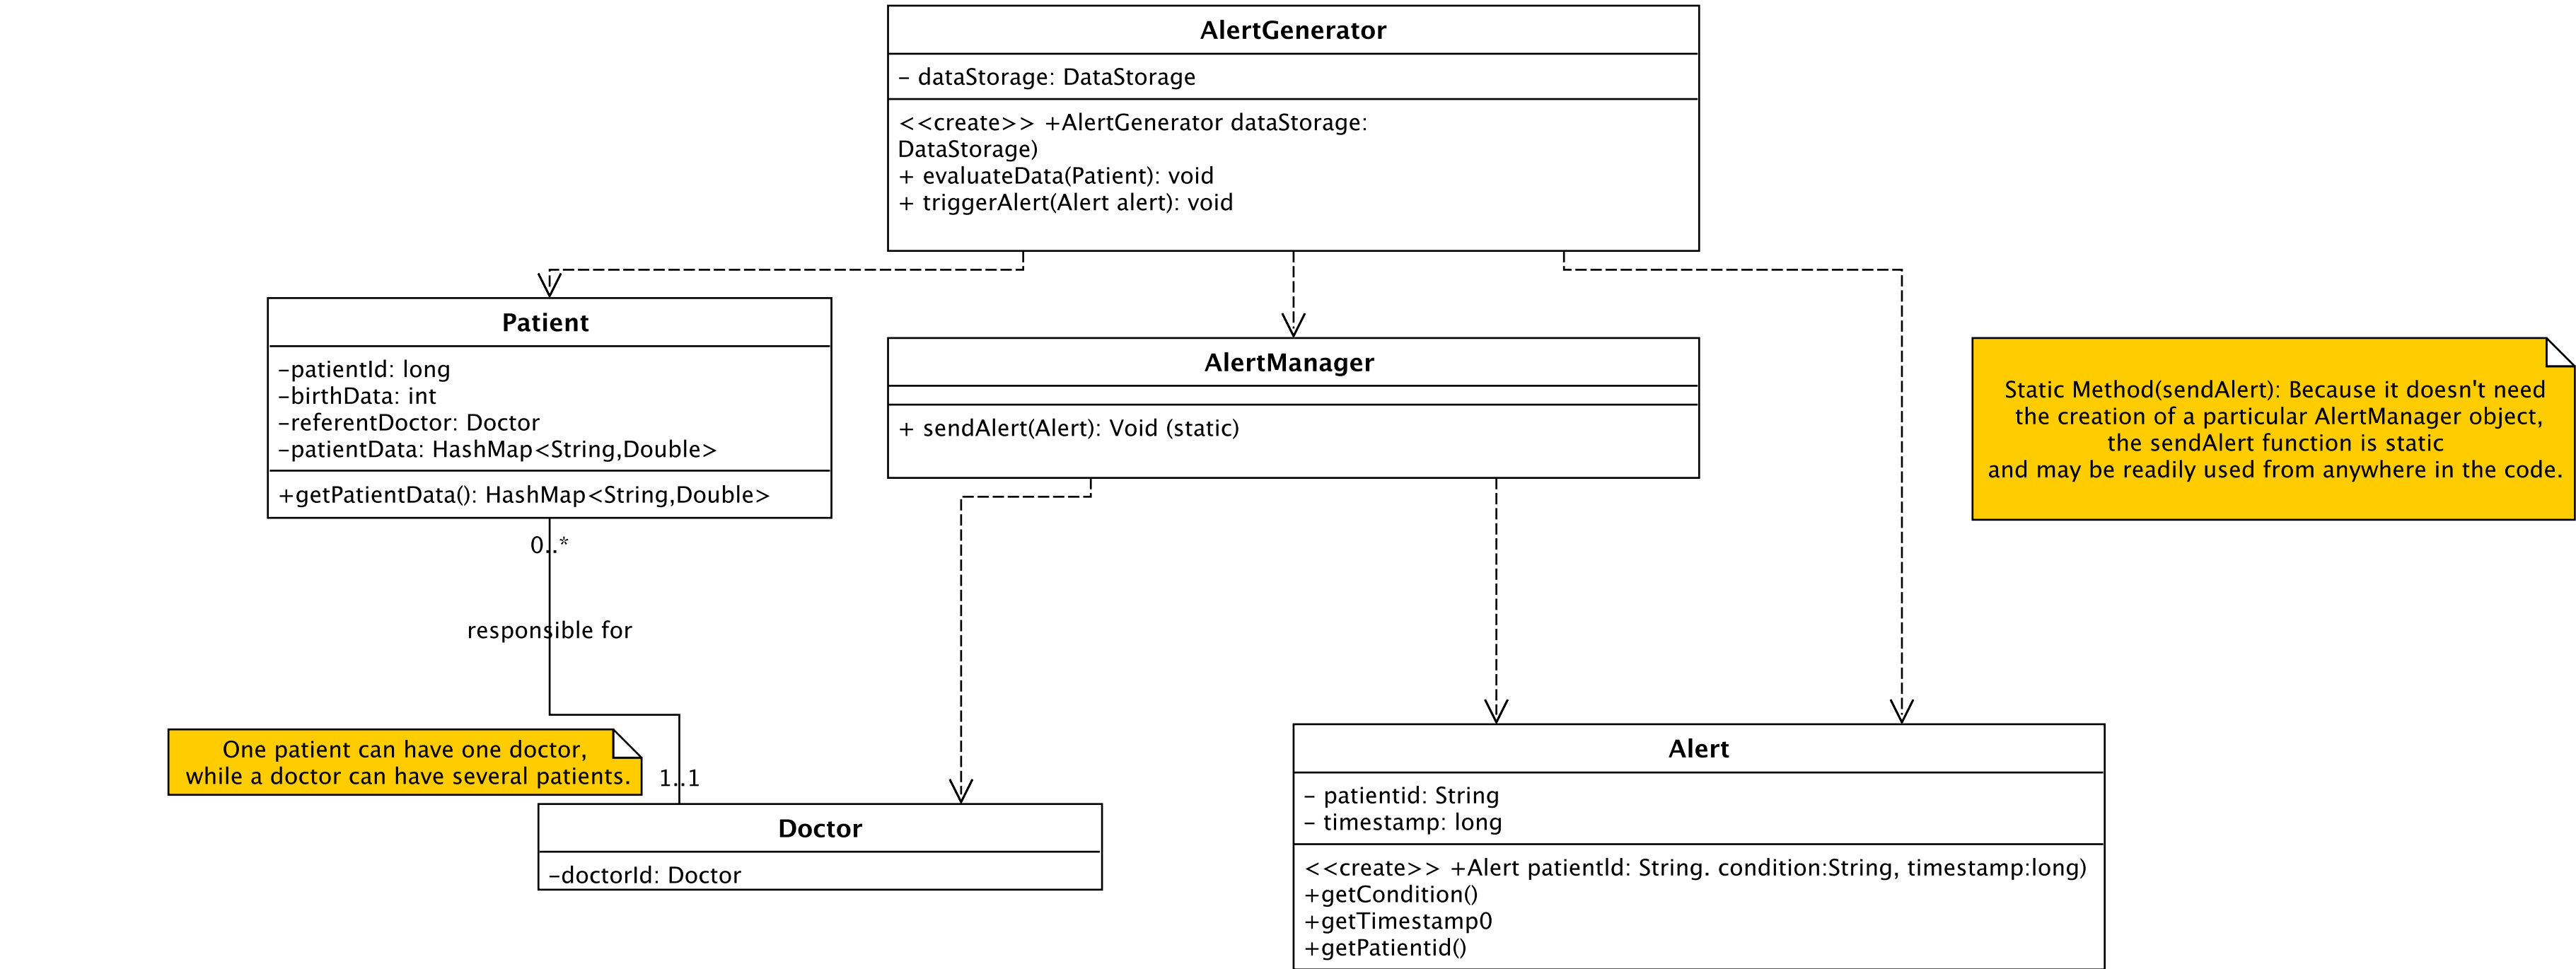 AlertGenerator
– dataStorage: DataStorage
<<create>> +AlertGenerator dataStorage:
DataStorage)
+ evaluateData(Patient): void
+ triggerAlert(Alert alert): void
Patient
–patientId: long
–birthData: int
–referentDoctor: Doctor
–patientData: HashMap<String,Double>
+getPatientData(): HashMap<String,Double>
AlertManager
+ sendAlert(Alert): Void (static)
Static Method(sendAlert): Because it doesn't need
the creation of a particular AlertManager object,
the sendAlert function is static
and may be readily used from anywhere in the code.
0..*
responsible for
One patient can have one doctor,
while a doctor can have several patients.
1..1
Doctor
–doctorId: Doctor
Alert
– patientid: String
– timestamp: long
<<create>> +Alert patientId: String. condition:String, timestamp:long)
+getCondition()
+getTimestamp0
+getPatientid()